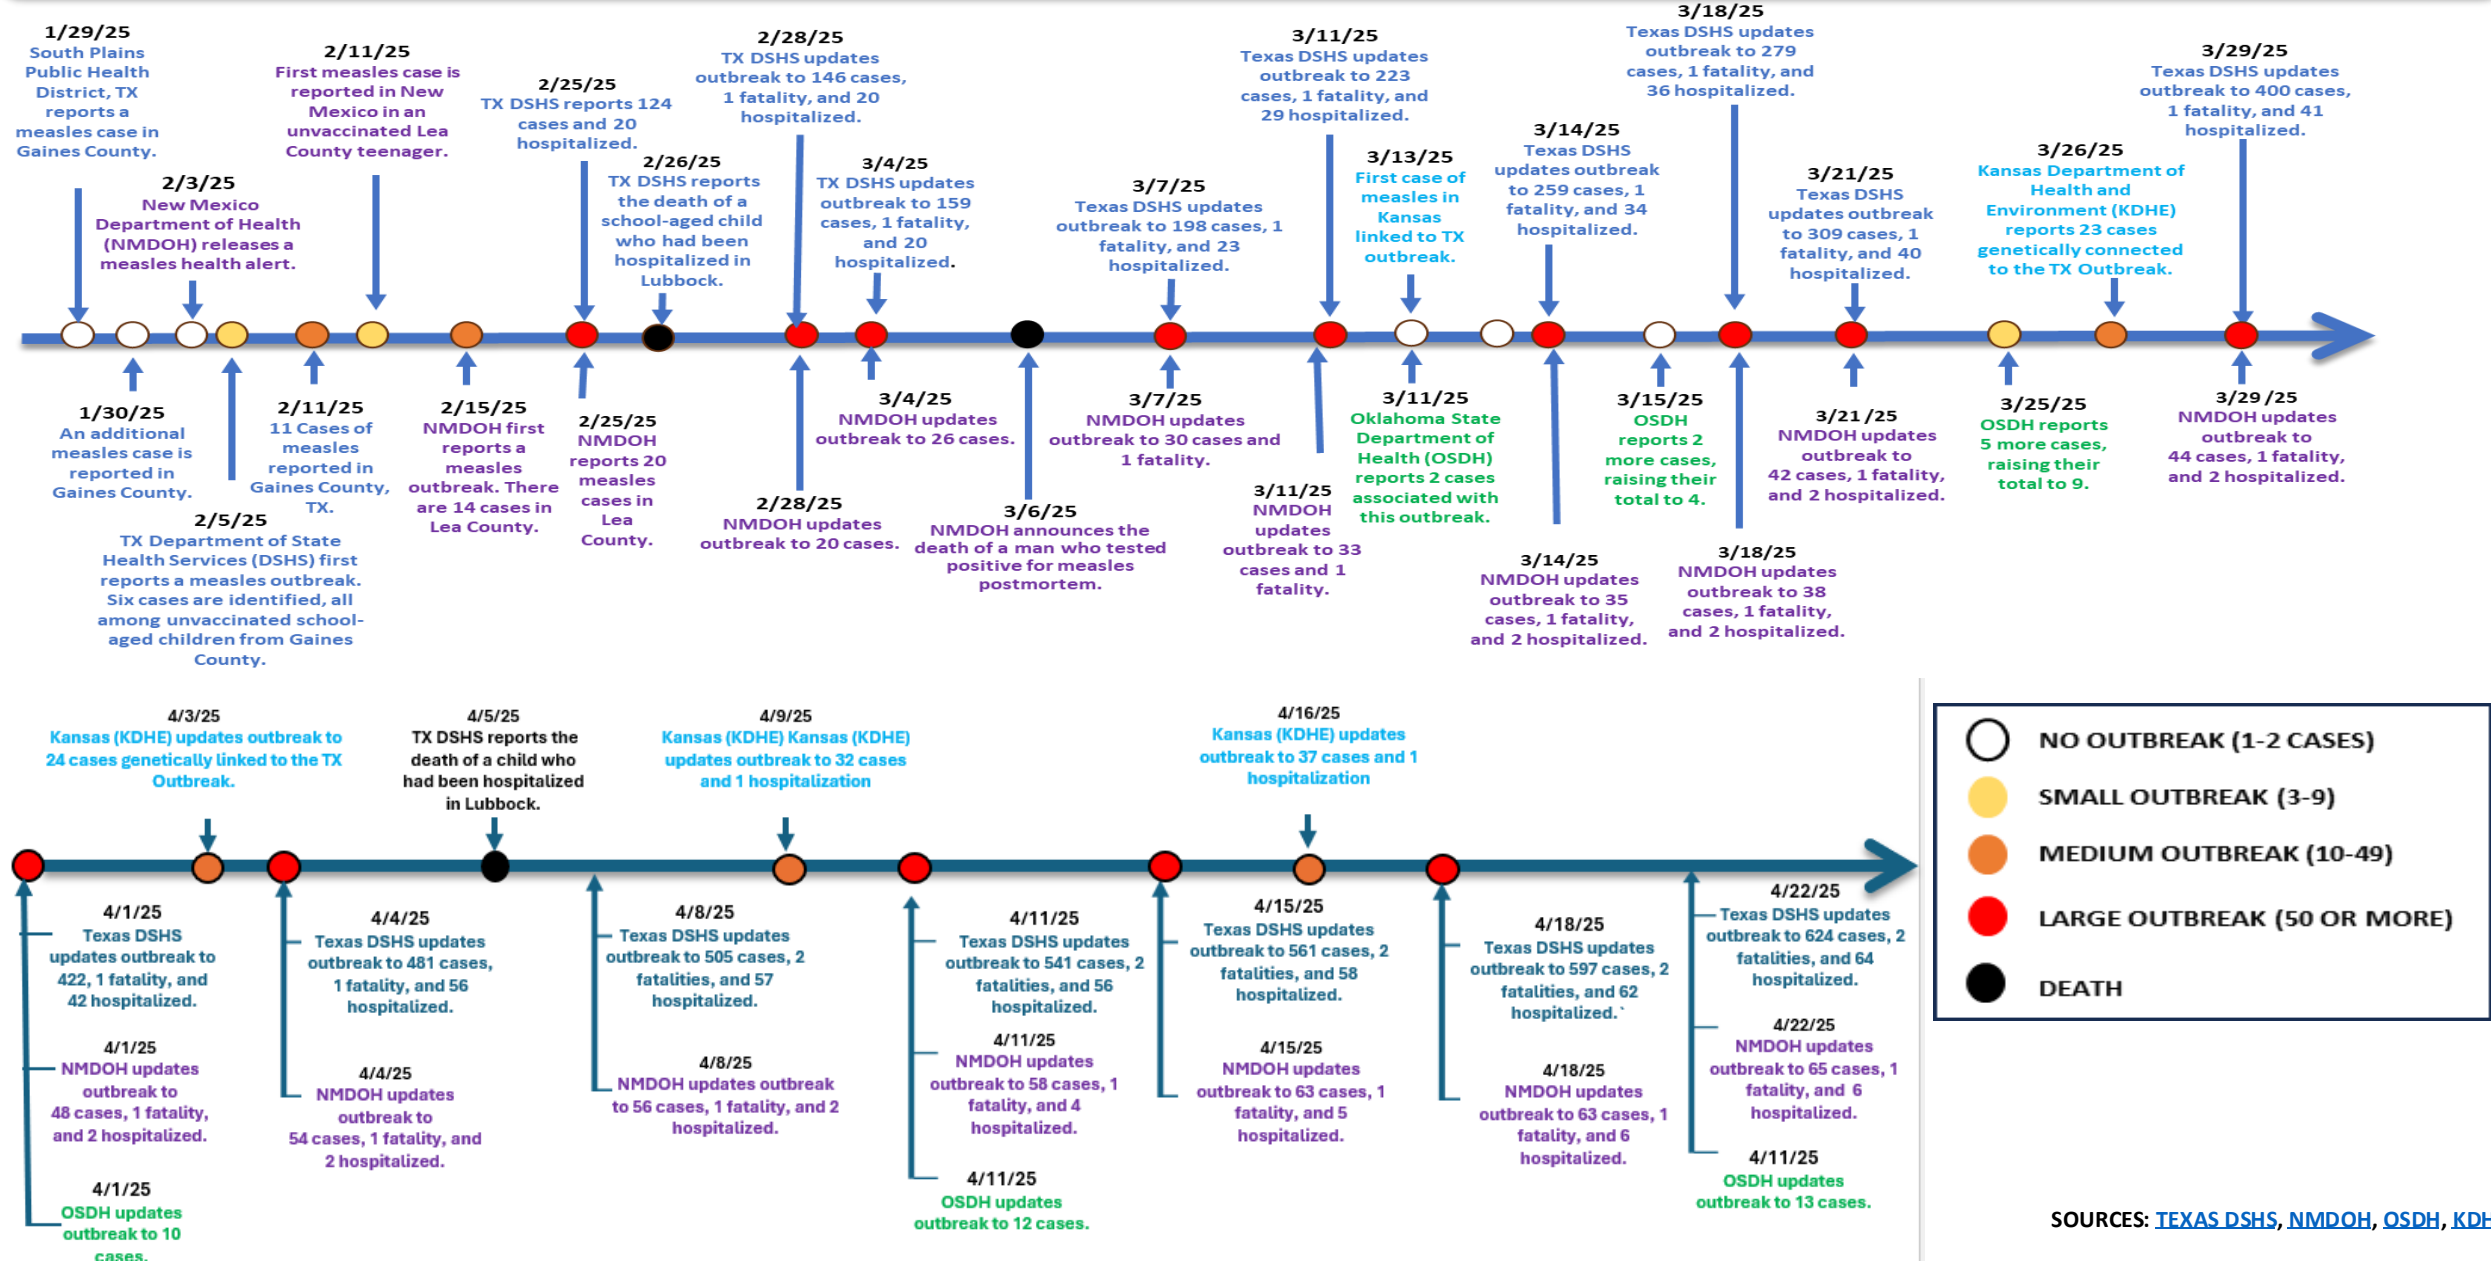 1/29/25
South Plains
Public Health
District, TX
reports a
measles case in
Gaines County.
2/3/25
New Mexico
Department of Health
(NMDOH) releases a
measles health alert.
2/11/25
First measles case is
reported in New
Mexico in an
unvaccinated Lea
County teenager.
2/25/25
TX DSHS reports 124
cases and 20
hospitalized.
2/26/25
TX DSHS reports
the death of a
school-aged child
who had been
hospitalized in
Lubbock.
2/28/25
TX DSHS updates
outbreak to 146 cases,
1 fatality, and 20
hospitalized.
3/4/25
TX DSHS updates
outbreak to 159
cases, 1 fatality,
and 20
hospitalized.
3/7/25
Texas DSHS updates
outbreak to 198 cases, 1
fatality, and 23
hospitalized.
3/11/25
Texas DSHS updates
outbreak to 223
cases, 1 fatality, and
29 hospitalized.
3/13/25
First case of
measles in
Kansas
linked to TX
outbreak.
3/14/25
Texas DSHS
updates outbreak
to 259 cases, 1
fatality, and 34
hospitalized.
3/18/25
Texas DSHS updates
outbreak to 279
cases, 1 fatality, and
36 hospitalized.
3/21/25
Texas DSHS
updates outbreak
to 309 cases, 1
fatality, and 40
hospitalized.
3/26/25
Kansas Department of
Health and
Environment (KDHE)
reports 23 cases
genetically connected
to the TX Outbreak.
3/29/25
Texas DSHS updates
outbreak to 400 cases,
1 fatality, and 41
hospitalized.
1/30/25
An additional
measles case is
reported in
Gaines County.
2/5/25
TX Department of State
Health Services (DSHS) first
reports a measles outbreak.
Six cases are identified, all
among unvaccinated school-
aged children from Gaines
County.
2/11/25
11 Cases of
measles
reported in
Gaines County,
TX.
2/15/25
NMDOH first
reports a
measles
outbreak. There
are 14 cases in
Lea County.
2/25/25
NMDOH
reports 20
measles
cases in
Lea
County.
2/28/25
NMDOH updates
outbreak to 20 cases.
3/4/25
NMDOH updates
outbreak to 26 cases.
3/6/25
NMDOH announces the
death of a man who tested
positive for measles
postmortem.
3/7/25
NMDOH updates
outbreak to 30 cases and
1 fatality.
3/11/25
NMDOH
updates
outbreak to 33
cases and 1
fatality.
3/11/25
Oklahoma State
Department of
Health (OSDH)
reports 2 cases
associated with
this outbreak.
3/14/25
NMDOH updates
outbreak to 35
cases, 1 fatality,
and 2 hospitalized.
3/15/25
OSDH
reports 2
more cases,
raising their
total to 4.
3/18/25
NMDOH updates
outbreak to 38
cases, 1 fatality,
and 2 hospitalized.
3/21/25
NMDOH updates
outbreak to
42 cases, 1 fatality,
and 2 hospitalized.
3/25/25
OSDH reports
5 more cases,
raising their
total to 9.
3/29/25
NMDOH updates
outbreak to
44 cases, 1 fatality,
and 2 hospitalized.
4/3/25
Kansas (KDHE) updates outbreak to
24 cases genetically linked to the TX
Outbreak.
4/5/25
TX DSHS reports the
death of a child who
had been hospitalized
in Lubbock.
4/9/25
Kansas (KDHE) Kansas (KDHE)
updates outbreak to 32 cases
and 1 hospitalization
4/16/25
Kansas (KDHE) updates
outbreak to 37 cases and 1
hospitalization
4/1/25
Texas DSHS
updates outbreak to
422, 1 fatality, and
42 hospitalized.
4/1/25
NMDOH updates
outbreak to
48 cases, 1 fatality,
and 2 hospitalized.
4/1/25
OSDH updates
outbreak to 10
cases.
4/4/25
Texas DSHS updates
outbreak to 481 cases,
1 fatality, and 56
hospitalized.
4/4/25
NMDOH updates
outbreak to
54 cases, 1 fatality, and
2 hospitalized.
4/8/25
Texas DSHS updates
outbreak to 505 cases, 2
fatalities, and 57
hospitalized.
4/8/25
NMDOH updates outbreak
to 56 cases, 1 fatality, and 2
hospitalized.
4/11/25
Texas DSHS updates
outbreak to 541 cases, 2
fatalities, and 56
hospitalized.
4/11/25
NMDOH updates
outbreak to 58 cases, 1
fatality, and 4
hospitalized.
4/11/25
OSDH updates
outbreak to 12 cases.
4/15/25
Texas DSHS updates
outbreak to 561 cases, 2
fatalities, and 58
hospitalized.
4/15/25
NMDOH updates
outbreak to 63 cases, 1
fatality, and 5
hospitalized.
4/18/25
Texas DSHS updates
outbreak to 597 cases, 2
fatalities, and 62
hospitalized.`
4/18/25
NMDOH updates
outbreak to 63 cases, 1
fatality, and 6
hospitalized.
4/22/25
Texas DSHS updates
outbreak to 624 cases, 2
fatalities, and 64
hospitalized.
4/22/25
NMDOH updates
outbreak to 65 cases, 1
fatality, and 6
hospitalized.
4/11/25
OSDH updates
outbreak to 13 cases.
NO OUTBREAK (1-2 CASES)
SMALL OUTBREAK (3-9)
MEDIUM OUTBREAK (10-49)
LARGE OUTBREAK (50 OR MORE)
DEATH
SOURCES: TEXAS DSHS, NMDOH, OSDH, KDH